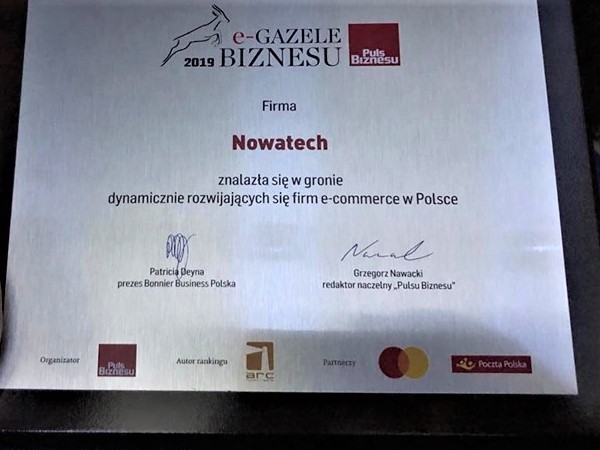 2019 e-GAZELE BIZNESU
Puls Biznesu
Firma
Nowatech
znalazła się w gronie
dynamicznie rozwijających się firm e-commerce w Polsce
Patricia Deyna
prezes Bonnier Business Polska
Grzegorz Nawacki
redaktor naczelny „Pulsu Biznesu”
Organizator
Puls Biznesu
Autor rankingu
arc
Partnerzy
Poczta Polska